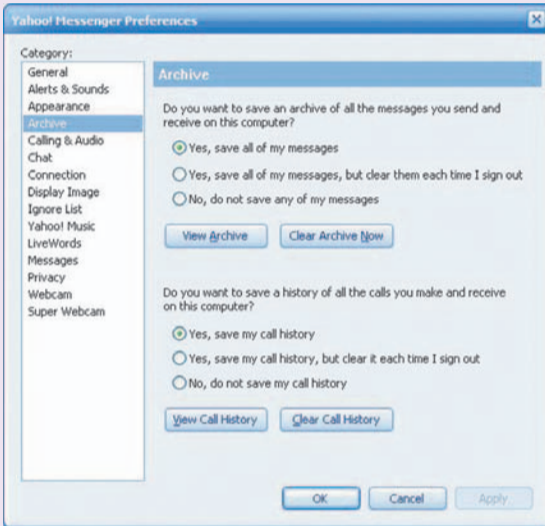 Yahoo! Messenger Preferences
Category:
General
Alerts & Sounds
Appearance
Archive
Calling & Audio
Chat
Connection
Display Image
Ignore List
Yahoo! Music
LiveWords
Messages
Privacy
Webcam
Super Webcam
Archive
Do you want to save an archive of all the messages you send and
receive on this computer?
Yes, save all of my messages
Yes, save all of my messages, but clear them each time I sign out
No, do not save any of my messages
View Archive
Clear Archive Now
Do you want to save a history of all the calls you make and receive
on this computer?
Yes, save my call history
Yes, save my call history, but clear it each time I sign out
No, do not save my call history
View Call History
Clear Call History
OK
Cancel
Apply